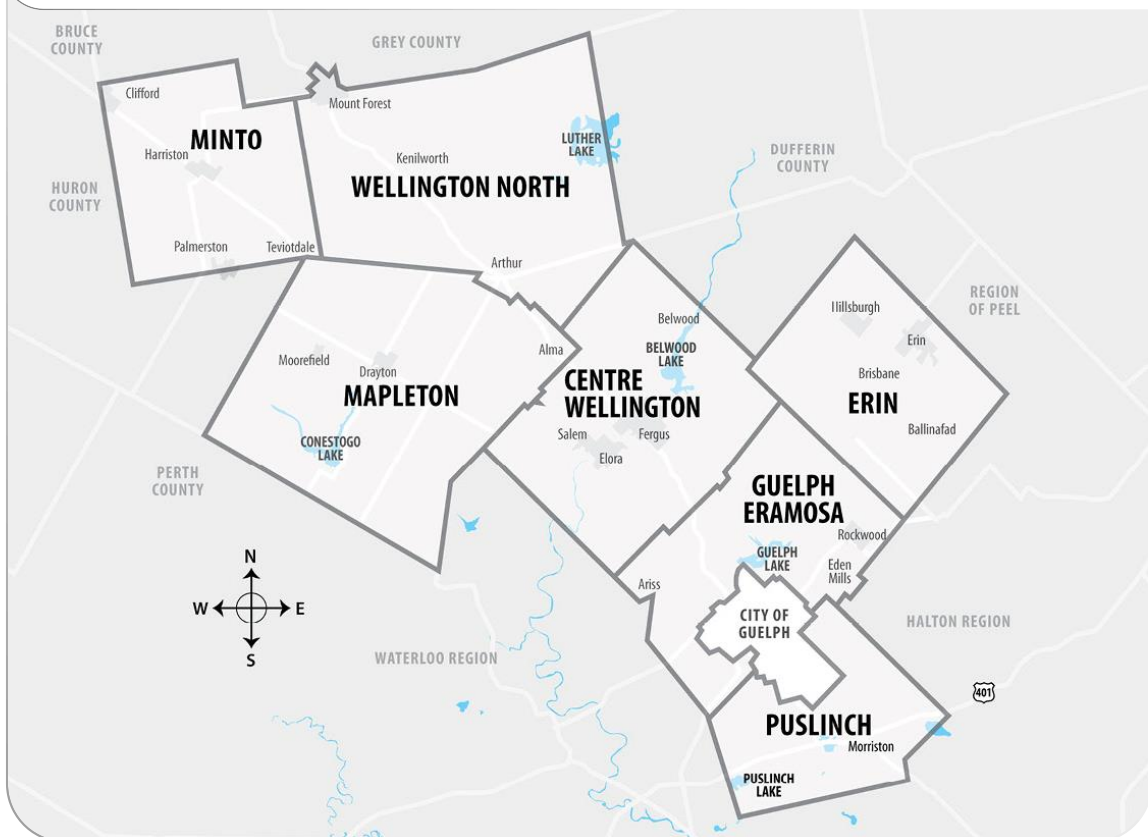 BRUCE
COUNTY
GREY COUNTY
Clifford
Mount Forest
MINTO
LUTHER
LAKE
Harriston
Kenilworth
DUFFERIN
COUNTY
WELLINGTON NORTH
HURON
COUNTY
Palmerston
Teviotdale
Arthur
Hillsburgh
REGION
OF PEEL
Belwood
Erin
Alma
BELWOOD
LAKE
Moorefield
Drayton
Brisbane
MAPLETON
CENTRE
WELLINGTON
ERIN
Ballinafad
Salem
Fergus
CONESTOGO
LAKE
Elora
PERTH
COUNTY
GUELPH
ERAMOSA
Rockwood
GUELPH
LAKE
Eden
Mills
N
W
E
S
Ariss
CITY OF
GUELPH
HALTON REGION
WATERLOO REGION
401
PUSLINCH
Morriston
PUSLINCH
LAKE